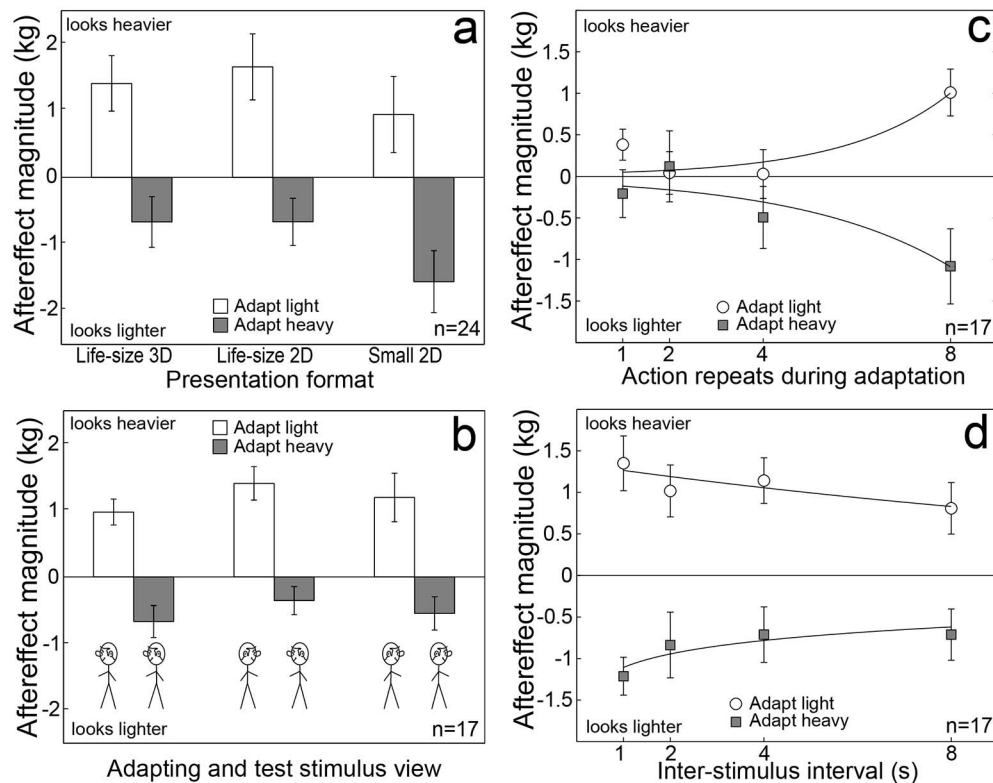 looks heavier
a
Aftereffect magnitude (kg)
2
1
0
-1
-2
Adapt light
Adapt heavy
looks lighter
n=24
Life-size 3D Life-size 2D Small 2D
Presentation format
looks heavier
b
Adapt light
Adapt heavy
Aftereffect magnitude (kg)
2
1
0
-1
-2
looks lighter
n=17
Adapting and test stimulus view
looks heavier
c
Aftereffect magnitude (kg)
1.5
1
0.5
0
-0.5
-1
-1.5
Adapt light
Adapt heavy
looks lighter
n=17
1 2 4 8
Action repeats during adaptation
looks heavier
d
Aftereffect magnitude (kg)
1.5
1
0.5
0
-0.5
-1
-1.5
Adapt light
Adapt heavy
looks lighter
n=17
1 2 4 8
Inter-stimulus interval (s)